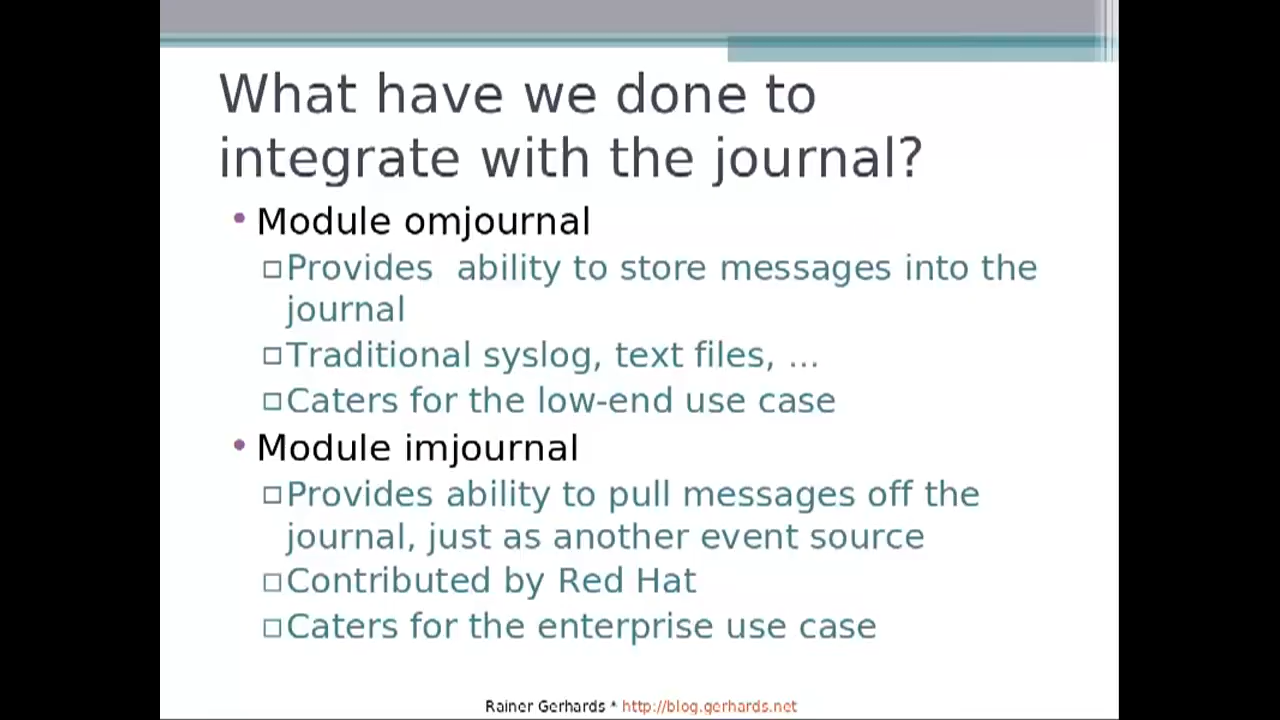 What have we done to
integrate with the journal?
• Module omjournal
□Provides  ability to store messages into the
journal
□Traditional syslog, text files, ...
□Caters for the low-end use case
• Module imjournal
□Provides ability to pull messages off the
journal, just as another event source
□Contributed by Red Hat
□Caters for the enterprise use case
Rainer Gerhards * http://blog.gerhards.net